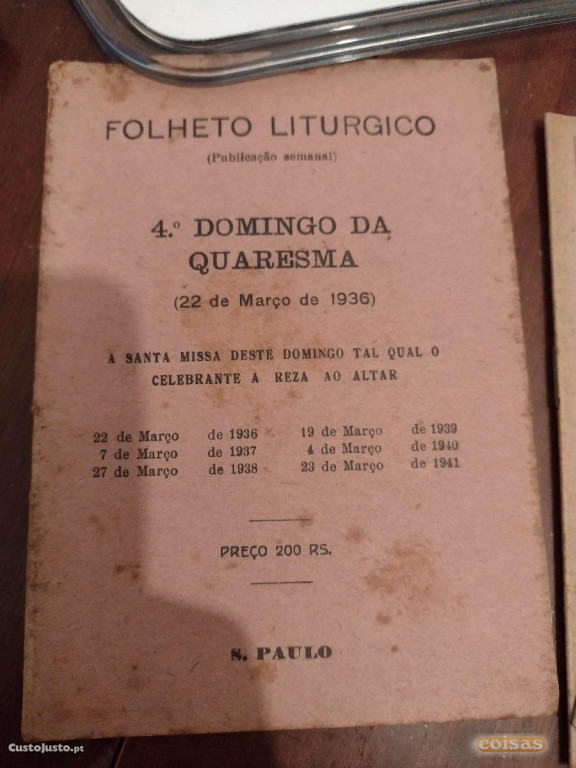 FOLHETO LITURGICO
(Publicação semanal)
4.º DOMINGO DA
QUARESMA
(22 de Março de 1936)
A SANTA MISSA DESTE DOMINGO TAL QUAL O
CELEBRANTE A REZA AO ALTAR
22 de Março de 1936 19 de Março de 1939
7 de Março de 1937 4 de Março de 1940
27 de Março de 1938 23 de Março de 1941
PREÇO 200 RS.
S. PAULO
CustoJusto.pt
coisas